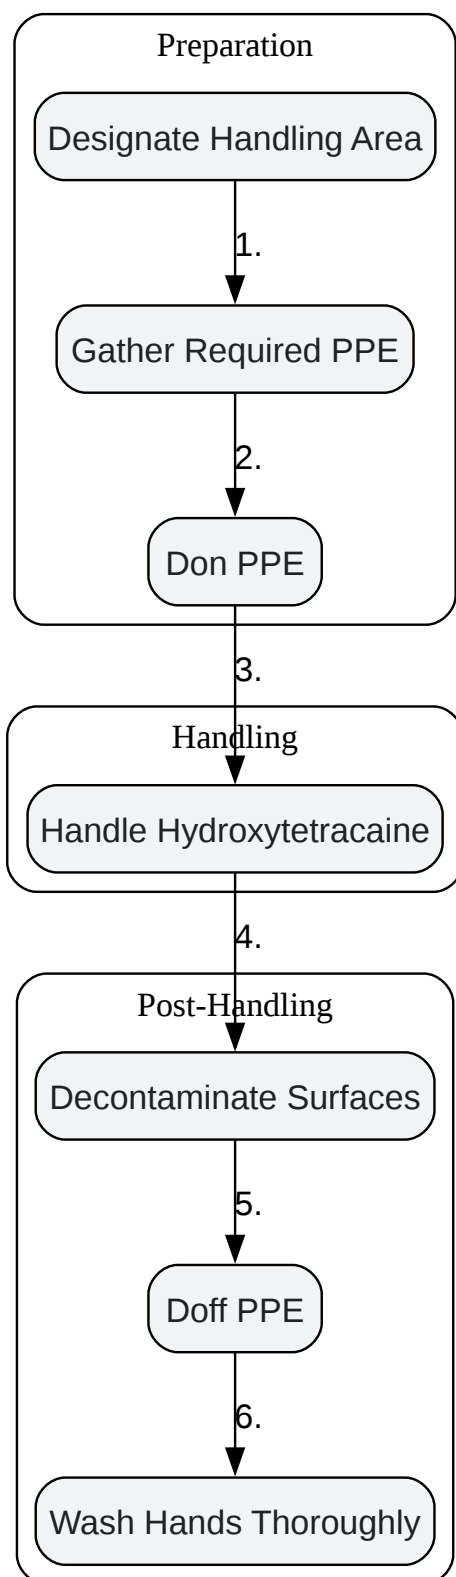 Preparation
Designate Handling Area
1.
Gather Required PPE
2.
Don PPE
3.
Handling
Handle Hydroxytetracaine
4.
Post-Handling
Decontaminate Surfaces
5.
Doff PPE
6.
Wash Hands Thoroughly